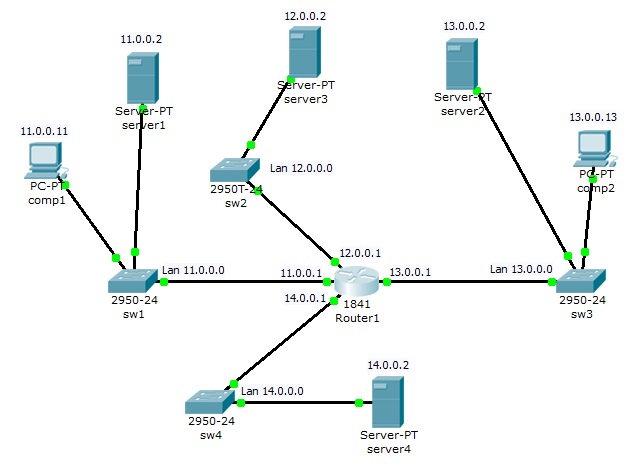 12.0.0.2
11.0.0.2
13.0.0.2
Server-PT
server3
Server-PT
server2
Server-PT
server1
13.0.0.13
11.0.0.11
PC-PT
comp1
PC-PT
comp2
Lan 12.0.0.0
2950T-24
sw2
12.0.0.1
Lan 11.0.0.0
11.0.0.1
13.0.0.1
Lan 13.0.0.0
2950-24
sw1
14.0.0.1
1841
Router1
2950-24
sw3
14.0.0.2
Lan 14.0.0.0
2950-24
sw4
Server-PT
server4